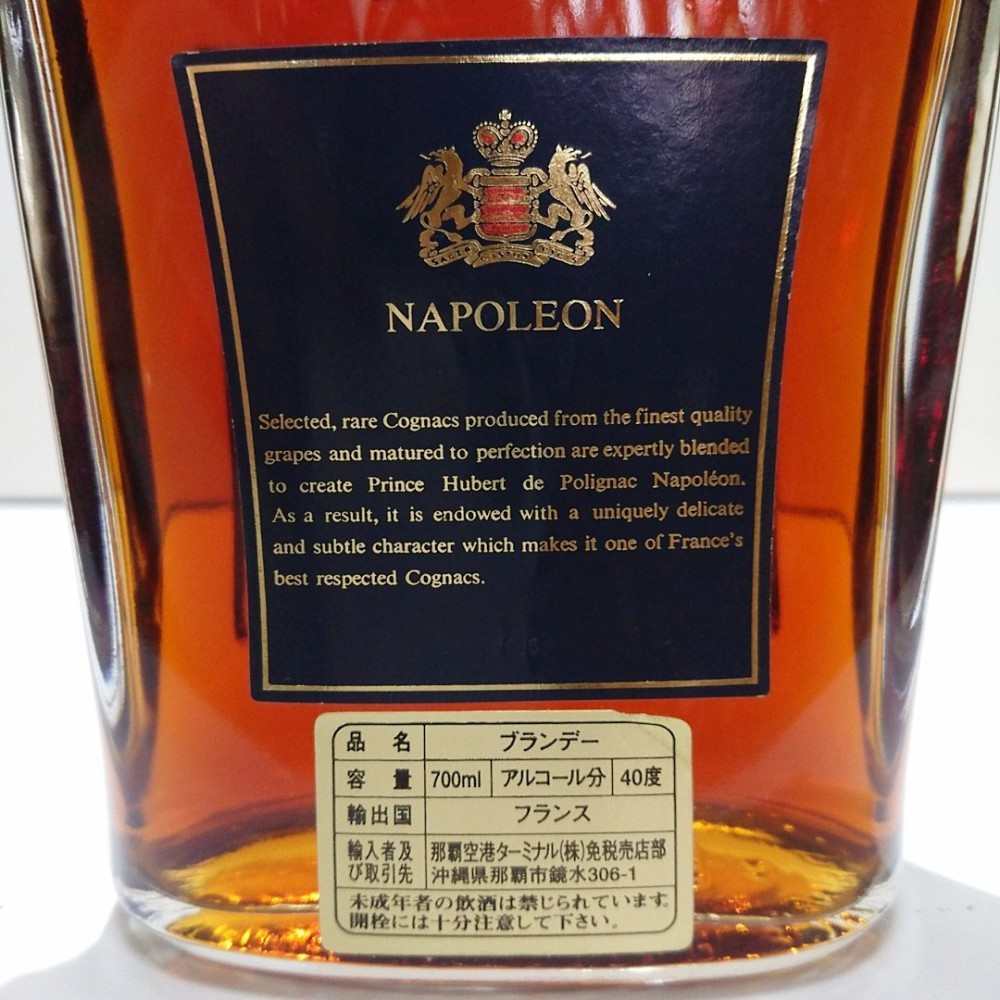 NAPOLEON
Selected, rare Cognacs produced from the finest quality
grapes and matured to perfection are expertly blended
to create Prince Hubert de Polignac Napoléon.
As a result, it is endowed with a uniquely delicate
and subtle character which makes it one of France's
best respected Cognacs.
品名 ブランデー
容量 700ml アルコール分 40度
輸出国 フランス
輸入者及 那覇空港ターミナル(株)免税売店部
び取引先 沖縄県那覇市鏡水306-1
未成年者の飲酒は禁じられています。
開栓には十分注意して下さい。